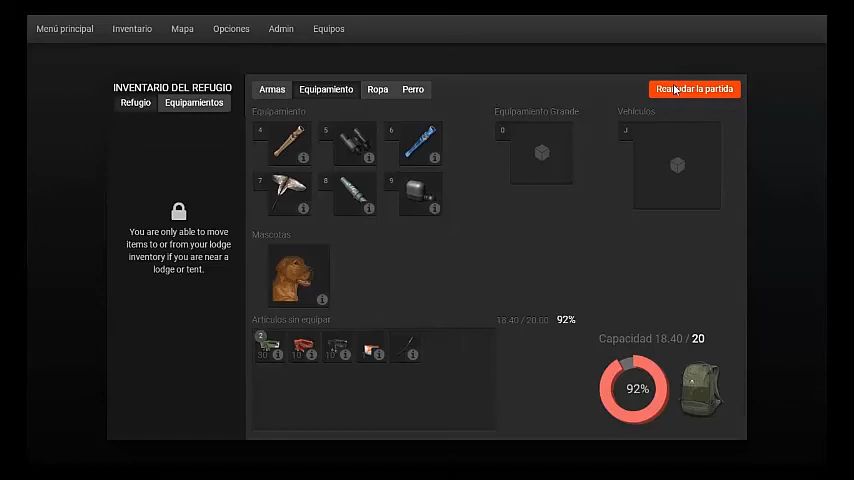 Menú principal Inventario Mapa Opciones Admin Equipos
INVENTARIO DEL REFUGIO
Refugio Equipamientos
Armas Equipamiento Ropa Perro
Reanudar la partida
Equipamiento
Equipamiento Grande
Vehículos
4 5 6
0
J
7 8 9
You are only able to move
items to or from your lodge
inventory if you are near a
lodge or tent.
Mascotas
Artículos sin equipar
18.40 / 20.00 92%
2
30 10 10
Capacidad 18.40 / 20
92%